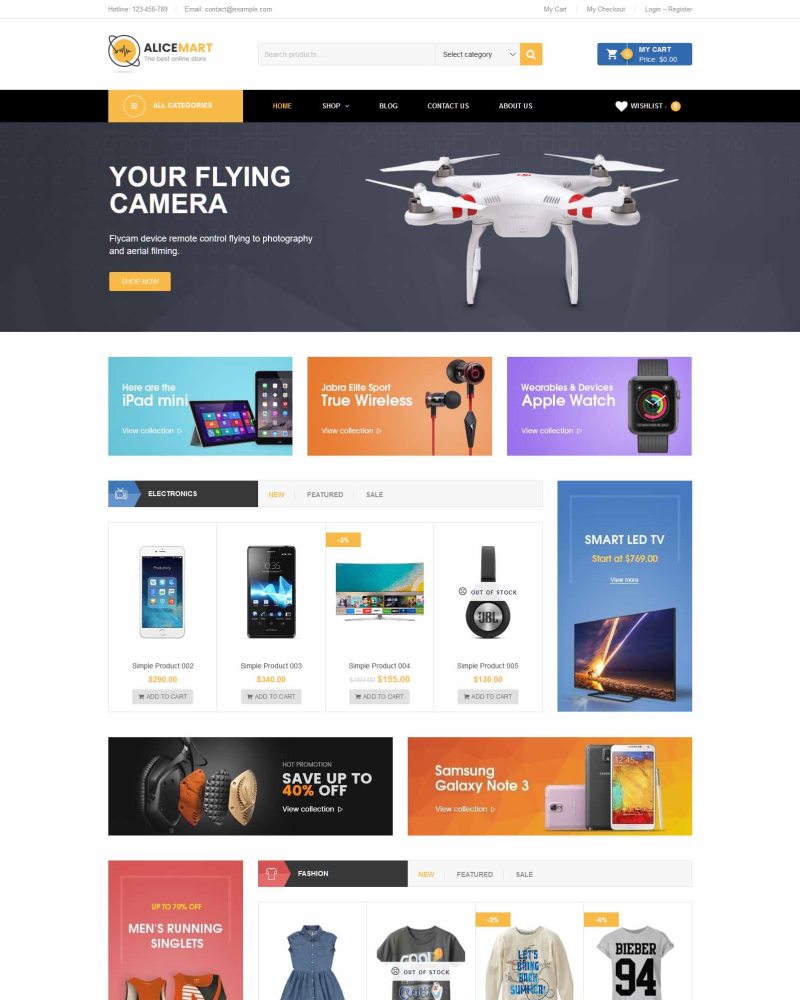 Hotline: 123-456-789
Email: contact@example.com
My Cart
My Checkout
Login – Register
ALICEMART
The best online store
Search products...
Select category
0
MY CART
Price: $0.00
ALL CATEGORIES
HOME
SHOP
BLOG
CONTACT US
ABOUT US
WISHLIST - 0
YOUR FLYING
CAMERA
Flycam device remote control flying to photography
and aerial filming.
SHOP NOW
Here are the
iPad mini
View collection
Jabra Elite Sport
True Wireless
View collection
Wearables & Devices
Apple Watch
View collection
ELECTRONICS
NEW
FEATURED
SALE
-3%
OUT OF STOCK
JBL
Simple Product 002
$290.00
ADD TO CART
Simple Product 003
$340.00
ADD TO CART
Simple Product 004
$155.00
ADD TO CART
Simple Product 005
$130.00
ADD TO CART
SMART LED TV
Start at $769.00
View more
HOT PROMOTION
SAVE UP TO
40% OFF
View collection
Samsung
Galaxy Note 3
View collection
UP TO 70% OFF
MEN'S RUNNING
SINGLETS
FASHION
NEW
FEATURED
SALE
OUT OF STOCK
-2%
LET'S
BRING
BACK
SUMMER!
BIEBER
94